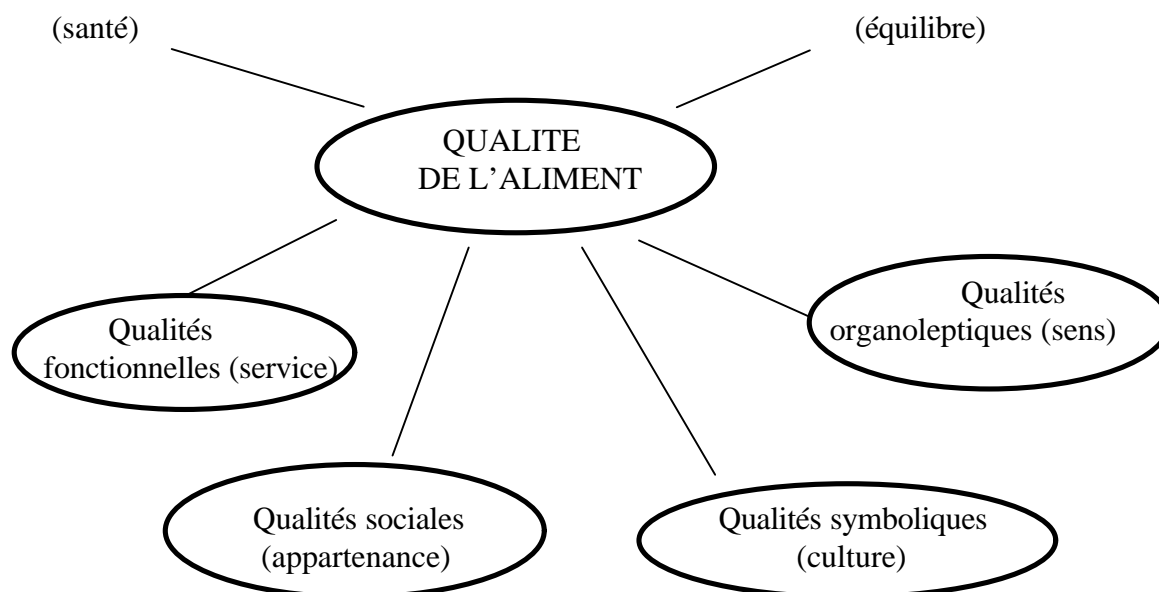 (santé)
(équilibre)
QUALITE
DE L’ALIMENT
Qualités
fonctionnelles (service)
Qualités
organoleptiques (sens)
Qualités sociales
(appartenance)
Qualités symboliques
(culture)